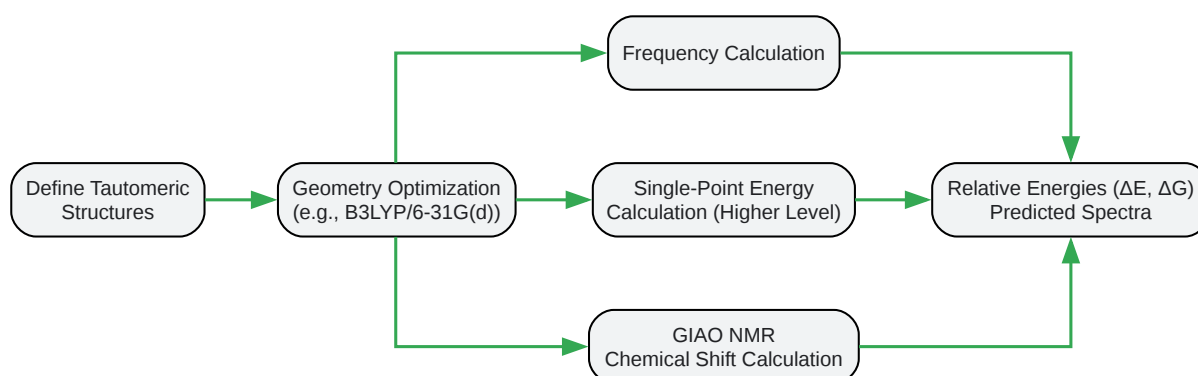 Frequency Calculation
Define Tautomeric
Structures
Geometry Optimization
(e.g., B3LYP/6-31G(d))
Single-Point Energy
Calculation (Higher Level)
Relative Energies (ΔE, ΔG)
Predicted Spectra
GIAO NMR
Chemical Shift Calculation